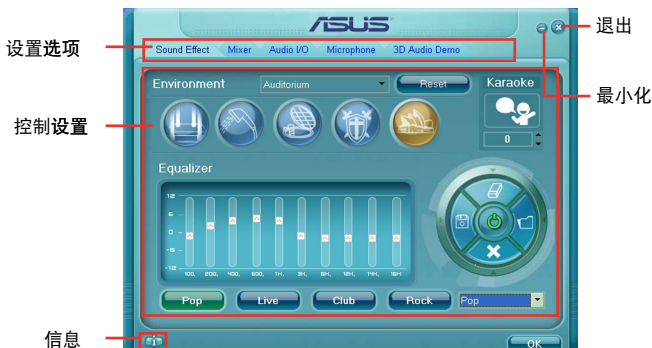 ASUS
退出
设置选项
Sound Effect Mixer Audio I/O Microphone 3D Audio Demo
Environment Auditorium Reset Karaoke
最小化
控制设置
0
Equalizer
12
6
0
-6
-12
100, 200, 400, 600, 1K, 3K, 6K, 12K, 14K, 16K
Pop Live Club Rock Pop
信息
i
OK